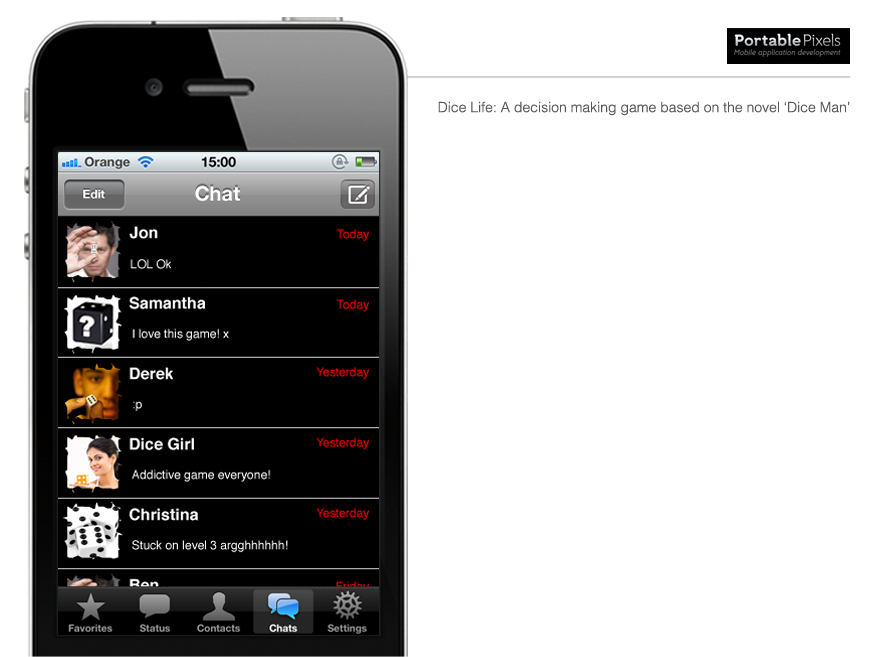 Portable Pixels
Mobile application development
Dice Life: A decision making game based on the novel ‘Dice Man’
Orange 15:00
Edit Chat
Jon Today
LOL Ok
Samantha Today
?
I love this game! x
Derek Yesterday
:p
Dice Girl Yesterday
Addictive game everyone!
Christina Yesterday
Stuck on level 3 argghhhhhh!
Ben Friday
Favorites Status Contacts Chats Settings